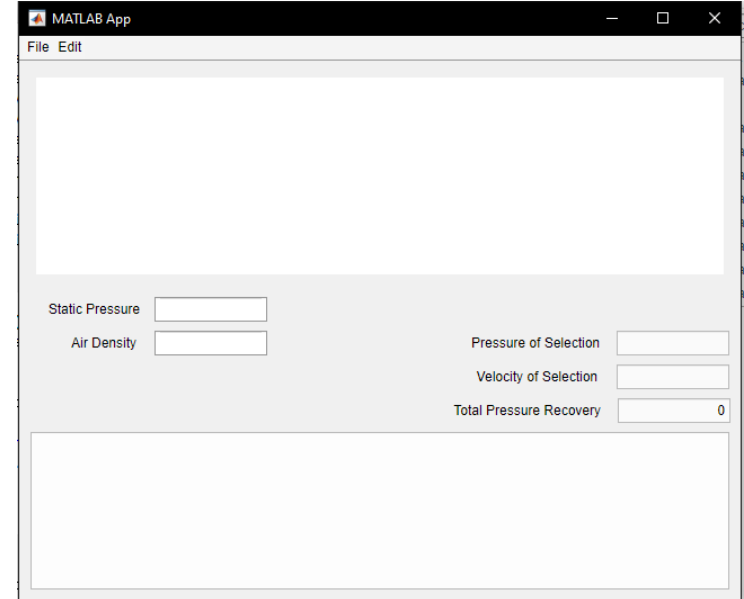 MATLAB App
File Edit
Static Pressure
Air Density
Pressure of Selection
Velocity of Selection
Total Pressure Recovery 0